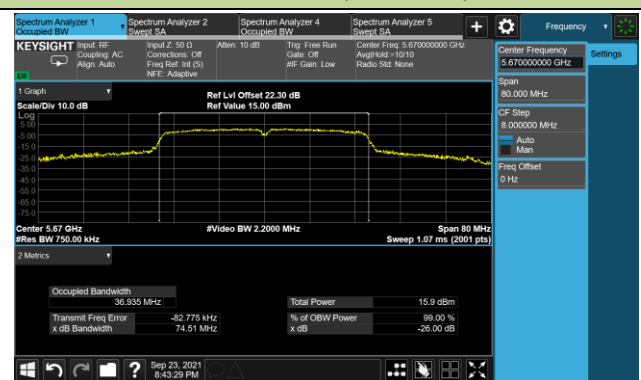 Spectrum Analyzer 1
Occupied BW
Spectrum Analyzer 2
Swept SA
Spectrum Analyzer 4
Occupied BW
Spectrum Analyzer 5
Swept SA
+
Frequency
KEYSIGHT
Input: RF
Coupling: AC
Align: Auto
Input Z: 50 Ω
Corrections: Off
Freq Ref: Int (S)
NFE: Adaptive
Atten: 10 dB
Trig: Free Run
Gate: Off
#IF Gain: Low
Center Freq: 5.670000000 GHz
Avg|Hold:>10/10
Radio Std: None
Center Frequency
5.670000000 GHz
Settings
Span
80.000 MHz
CF Step
8.000000 MHz
Auto
Man
Freq Offset
0 Hz
1 Graph
Scale/Div 10.0 dB
Ref Lvl Offset 22.30 dB
Ref Value 15.00 dBm
Log
5.00
-5.00
-15.0
-25.0
-35.0
-45.0
-55.0
-65.0
-75.0
Center 5.67 GHz
#Res BW 750.00 kHz
#Video BW 2.2000 MHz
Span 80 MHz
Sweep 1.07 ms (2001 pts)
2 Metrics
Occupied Bandwidth
36.935 MHz
Total Power 15.9 dBm
Transmit Freq Error -82.775 kHz
% of OBW Power 99.00 %
x dB Bandwidth 74.51 MHz
x dB -26.00 dB
?
Sep 23, 2021
8:43:29 PM